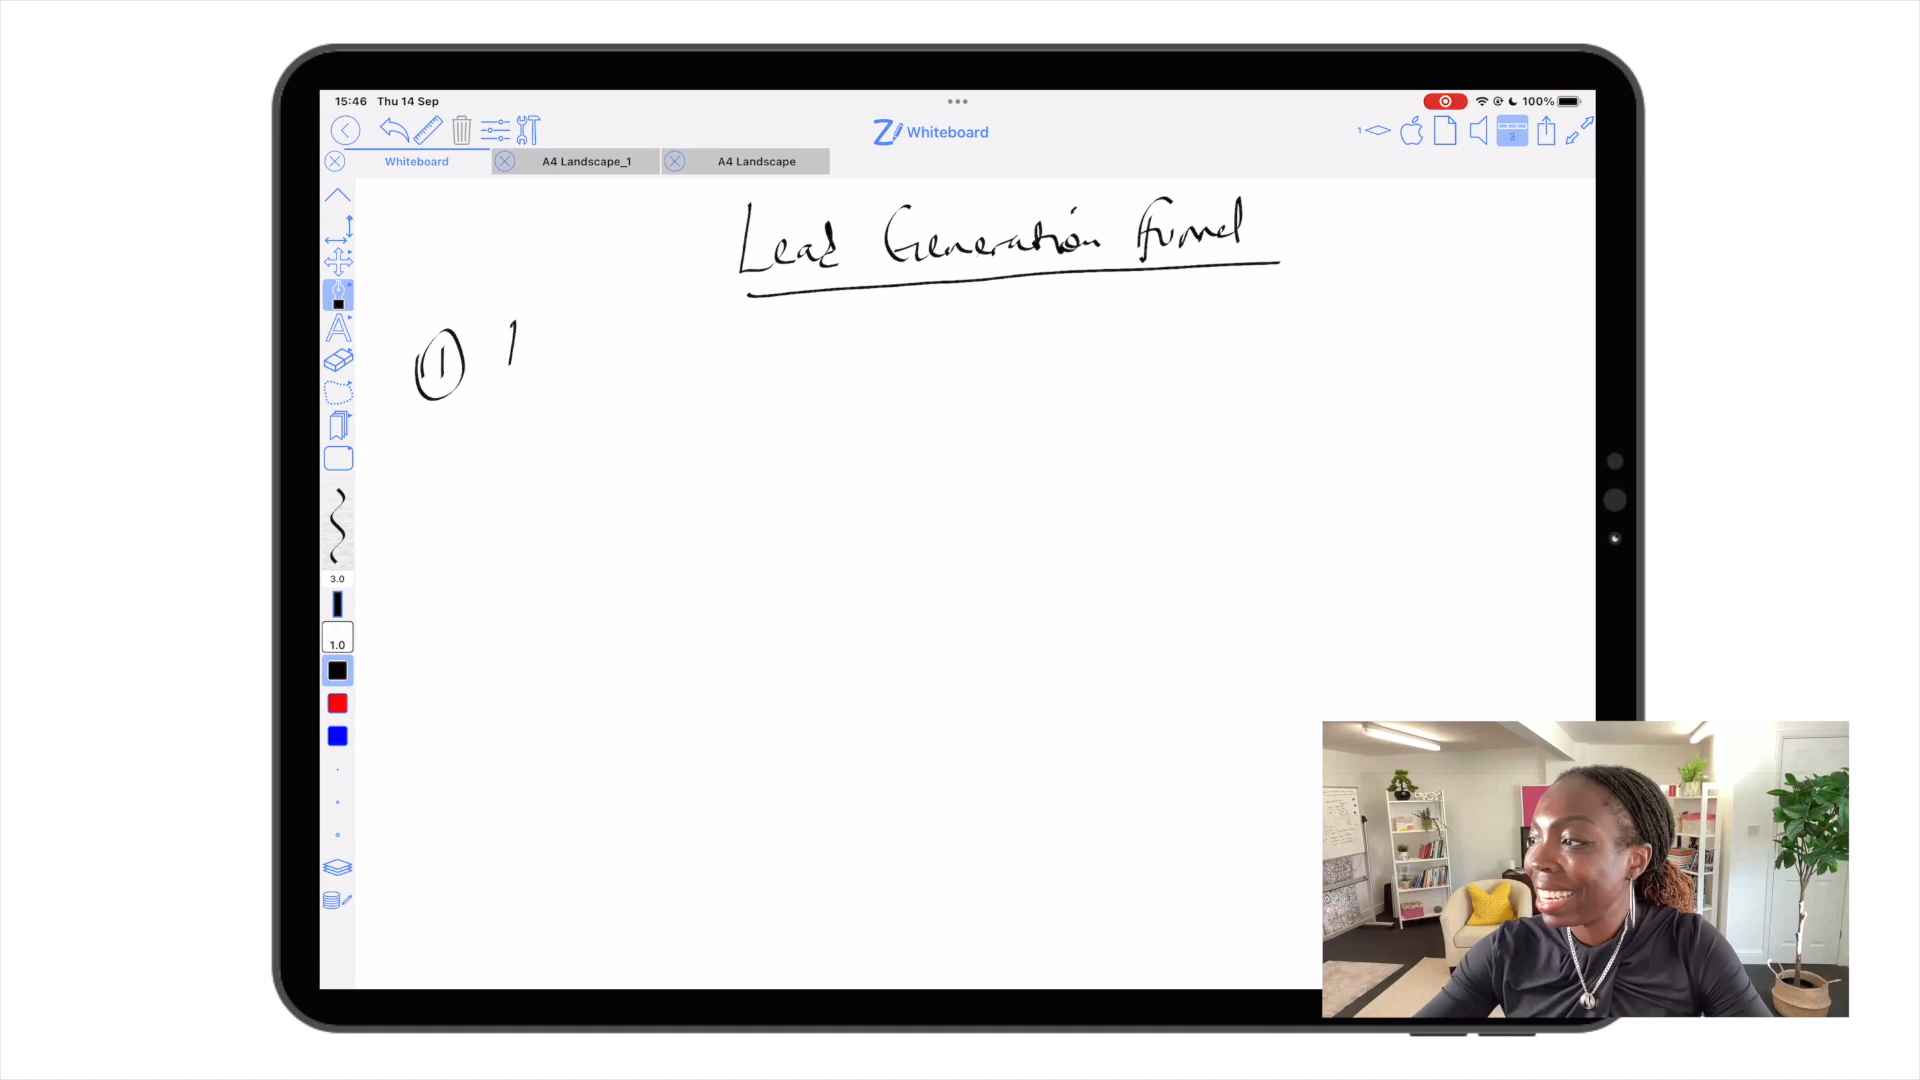 15:46 Thu 14 Sep
100%
Whiteboard
1
3
Whiteboard
A4 Landscape_1
A4 Landscape
Lead Generation Funnel
1
3.0
1.0